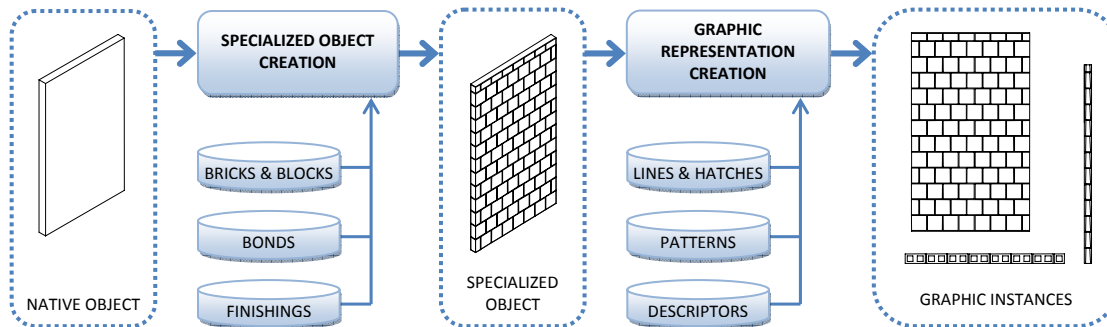 SPECIALIZED OBJECT
CREATION
GRAPHIC
REPRESENTATION
CREATION
BRICKS & BLOCKS
BONDS
FINISHINGS
LINES & HATCHES
PATTERNS
DESCRIPTORS
NATIVE OBJECT
SPECIALIZED
OBJECT
GRAPHIC INSTANCES